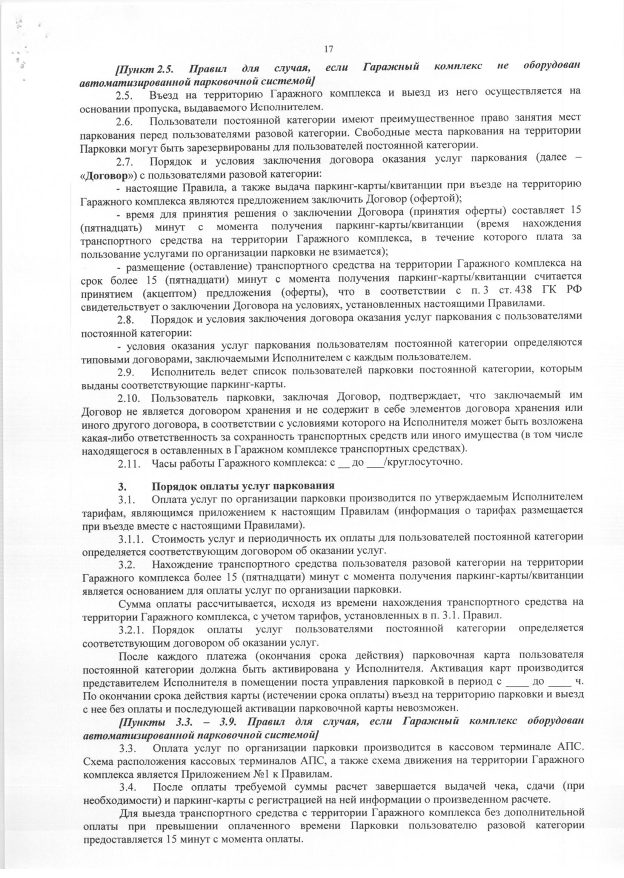 17
[Пункт 2.5. Правил для случая, если Гаражный комплекс не оборудован
автоматизированной парковочной системой]
2.5. Въезд на территорию Гаражного комплекса и выезд из него осуществляется на
основании пропуска, выдаваемого Исполнителем.
2.6. Пользователи постоянной категории имеют преимущественное право занятия мест
паркования перед пользователями разовой категории. Свободные места паркования на территории
Парковки могут быть зарезервированы для пользователей постоянной категории.
2.7. Порядок и условия заключения договора оказания услуг паркования (далее –
«Договор») с пользователями разовой категории:
- настоящие Правила, а также выдача паркинг-карты/квитанции при въезде на территорию
Гаражного комплекса являются предложением заключить Договор (офертой);
- время для принятия решения о заключении Договора (принятия оферты) составляет 15
(пятнадцать) минут с момента получения паркинг-карты/квитанции (время нахождения
транспортного средства на территории Гаражного комплекса, в течение которого плата за
пользование услугами по организации парковки не взимается);
- размещение (оставление) транспортного средства на территории Гаражного комплекса на
срок более 15 (пятнадцати) минут с момента получения паркинг-карты/квитанции считается
принятием (акцептом) предложения (оферты), что в соответствии с п. 3 ст. 438 ГК РФ
свидетельствует о заключении Договора на условиях, установленных настоящими Правилами.
2.8. Порядок и условия заключения договора оказания услуг паркования с пользователями
постоянной категории:
- условия оказания услуг паркования пользователям постоянной категории определяются
типовыми договорами, заключаемыми Исполнителем с каждым пользователем.
2.9. Исполнитель ведет список пользователей парковки постоянной категории, которым
выданы соответствующие паркинг-карты.
2.10. Пользователь парковки, заключая Договор, подтверждает, что заключаемый им
Договор не является договором хранения и не содержит в себе элементов договора хранения или
иного другого договора, в соответствии с условиями которого на Исполнителя может быть возложена
какая-либо ответственность за сохранность транспортных средств или иного имущества (в том числе
находящегося в оставленных в Гаражном комплексе транспортных средствах).
2.11. Часы работы Гаражного комплекса: с __ до ___/круглосуточно.
3. Порядок оплаты услуг паркования
3.1. Оплата услуг по организации парковки производится по утверждаемым Исполнителем
тарифам, являющимся приложением к настоящим Правилам (информация о тарифах размещается
при въезде вместе с настоящими Правилами).
3.1.1. Стоимость услуг и периодичность их оплаты для пользователей постоянной категории
определяется соответствующим договором об оказании услуг.
3.2. Нахождение транспортного средства пользователя разовой категории на территории
Гаражного комплекса более 15 (пятнадцати) минут с момента получения паркинг-карты/квитанции
является основанием для оплаты услуг по организации парковки.
Сумма оплаты рассчитывается, исходя из времени нахождения транспортного средства на
территории Гаражного комплекса, с учетом тарифов, установленных в п. 3.1. Правил.
3.2.1. Порядок оплаты услуг пользователями постоянной категории определяется
соответствующим договором об оказании услуг.
После каждого платежа (окончания срока действия) парковочная карта пользователя
постоянной категории должна быть активирована у Исполнителя. Активация карт производится
представителем Исполнителя в помещении поста управления парковкой в период с ____ до ____ ч.
По окончании срока действия карты (истечении срока оплаты) въезд на территорию парковки и выезд
с нее без оплаты и последующей активации парковочной карты невозможен.
[Пункты 3.3. – 3.9. Правил для случая, если Гаражный комплекс оборудован
автоматизированной парковочной системой]
3.3. Оплата услуг по организации парковки производится в кассовом терминале АПС.
Схема расположения кассовых терминалов АПС, а также схема движения на территории Гаражного
комплекса является Приложением №1 к Правилам.
3.4. После оплаты требуемой суммы расчет завершается выдачей чека, сдачи (при
необходимости) и паркинг-карты с регистрацией на ней информации о произведенном расчете.
Для выезда транспортного средства с территории Гаражного комплекса без дополнительной
оплаты при превышении оплаченного времени Парковки пользователю разовой категории
предоставляется 15 минут с момента оплаты.